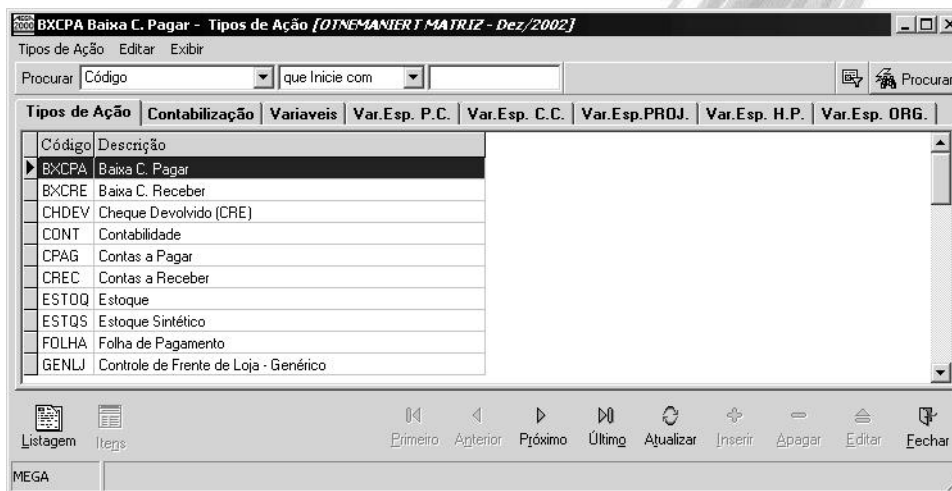 BXCPA Baixa C. Pagar - Tipos de Ação [OTNEMANIERT MATRIZ - Dez/2002]
Tipos de Ação Editar Exibir
Procurar Código que Inicie com Procurar
Tipos de Ação Contabilização Variaveis Var.Esp. P.C. Var.Esp. C.C. Var.Esp.PROJ. Var.Esp. H.P. Var.Esp. ORG.
Código Descrição
BXCPA Baixa C. Pagar
BXCRE Baixa C. Receber
CHDEV Cheque Devolvido (CRE)
CONT Contabilidade
CPAG Contas a Pagar
CREC Contas a Receber
ESTOQ Estoque
ESTQS Estoque Sintético
FOLHA Folha de Pagamento
GENLJ Controle de Frente de Loja - Genérico
Listagem Itens Primeiro Anterior Próximo Último Atualizar Inserir Apagar Editar Fechar
MEGA